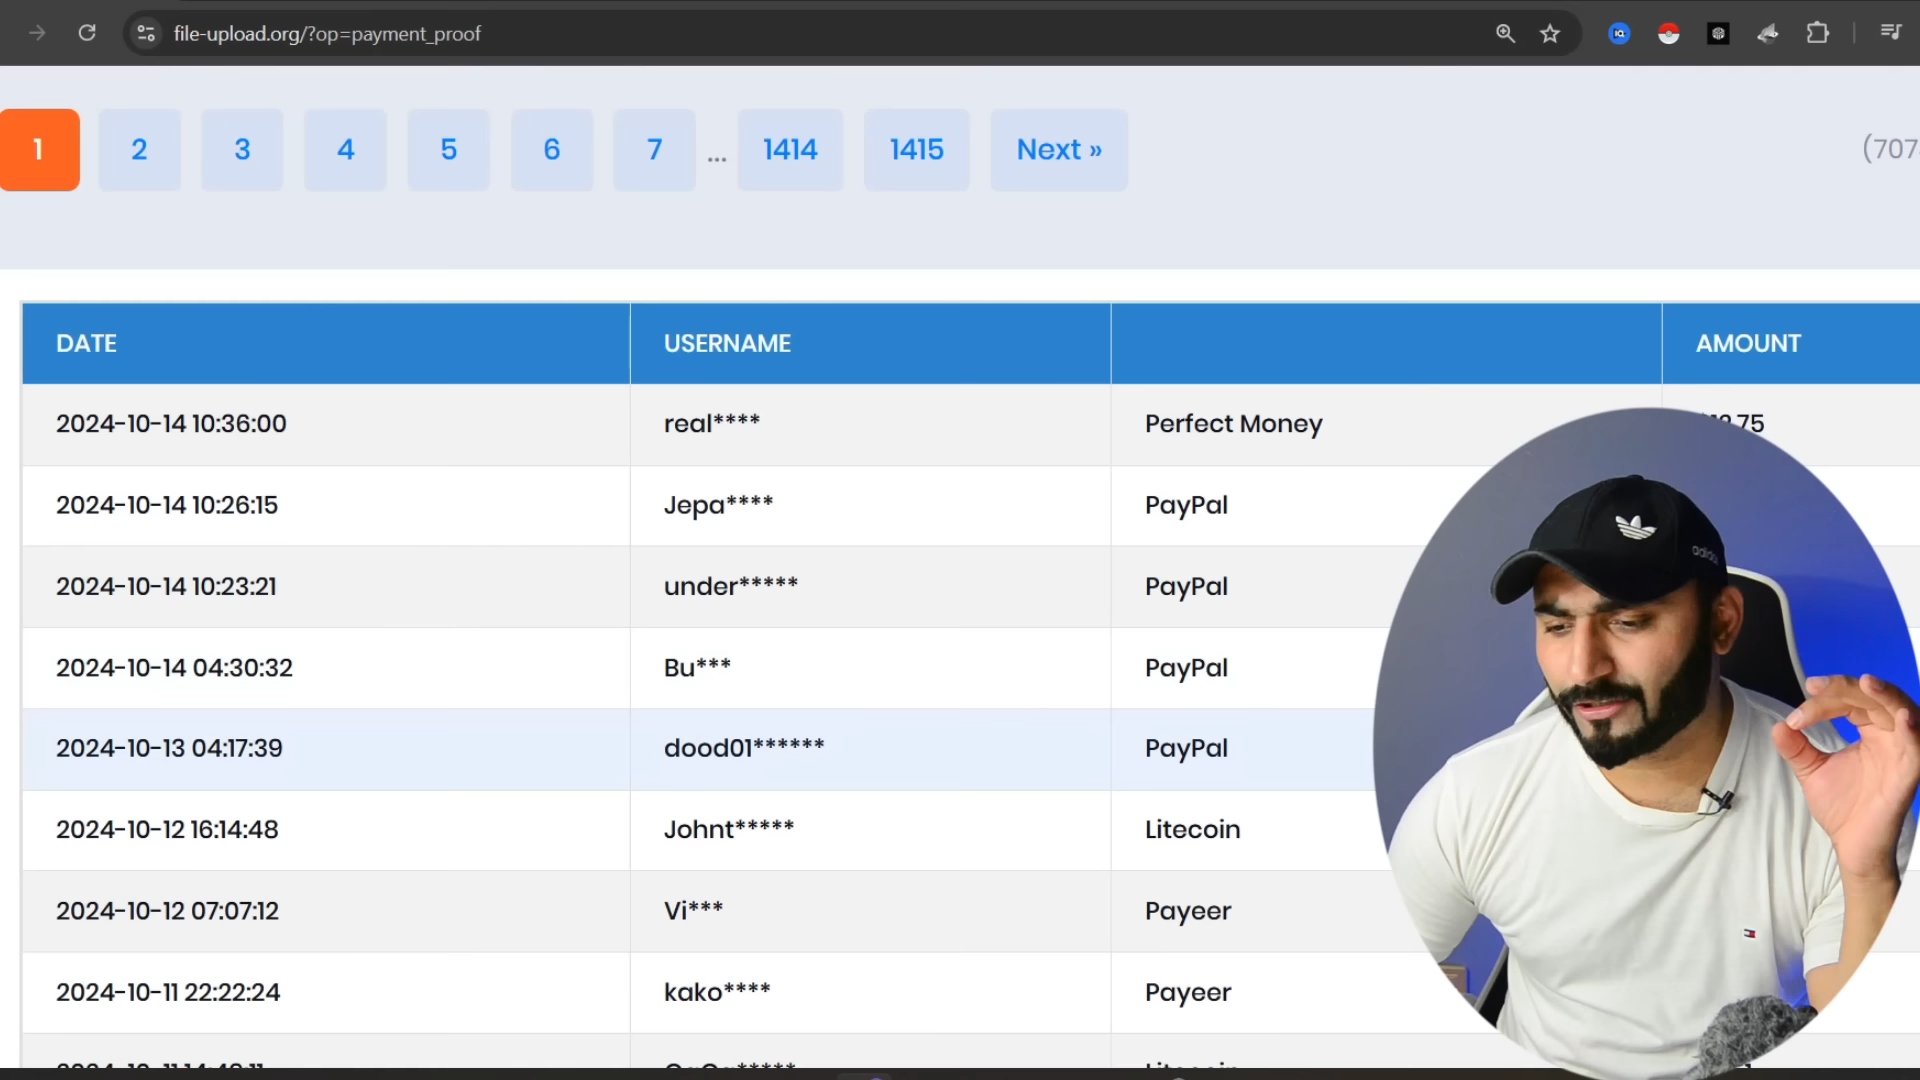 file-upload.org/?op=payment_proof
1 2 3 4 5 6 7 ... 1414 1415 Next »
DATE USERNAME AMOUNT
2024-10-14 10:36:00 real**** Perfect Money
2024-10-14 10:26:15 Jepa**** PayPal
2024-10-14 10:23:21 under***** PayPal
2024-10-14 04:30:32 Bu*** PayPal
2024-10-13 04:17:39 dood01****** PayPal
2024-10-12 16:14:48 Johnt***** Litecoin
2024-10-12 07:07:12 Vi*** Payeer
2024-10-11 22:22:24 kako**** Payeer